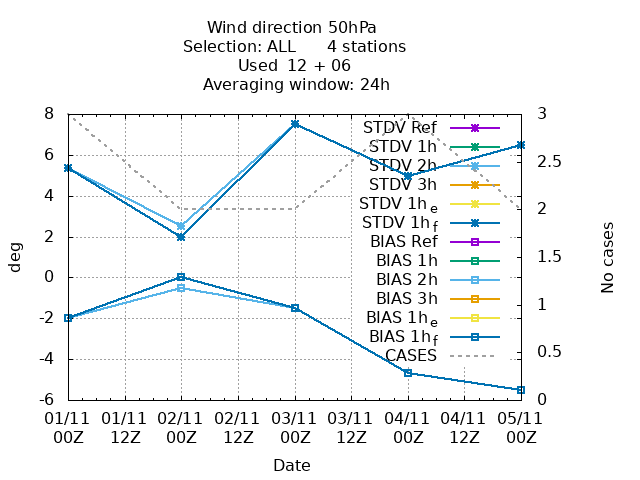 Wind direction 50hPa
Selection: ALL 4 stations
Used 12 + 06
Averaging window: 24h
8
6
4
2
0
-2
-4
-6
deg
3
2.5
2
1.5
1
0.5
0
No cases
STDV Ref
STDV 1h
STDV 2h
STDV 3h
STDV 1he
STDV 1hf
BIAS Ref
BIAS 1h
BIAS 2h
BIAS 3h
BIAS 1he
BIAS 1hf
CASES
01/11 01/11 02/11 02/11 03/11 03/11 04/11 04/11 05/11
00Z 12Z 00Z 12Z 00Z 12Z 00Z 12Z 00Z
Date